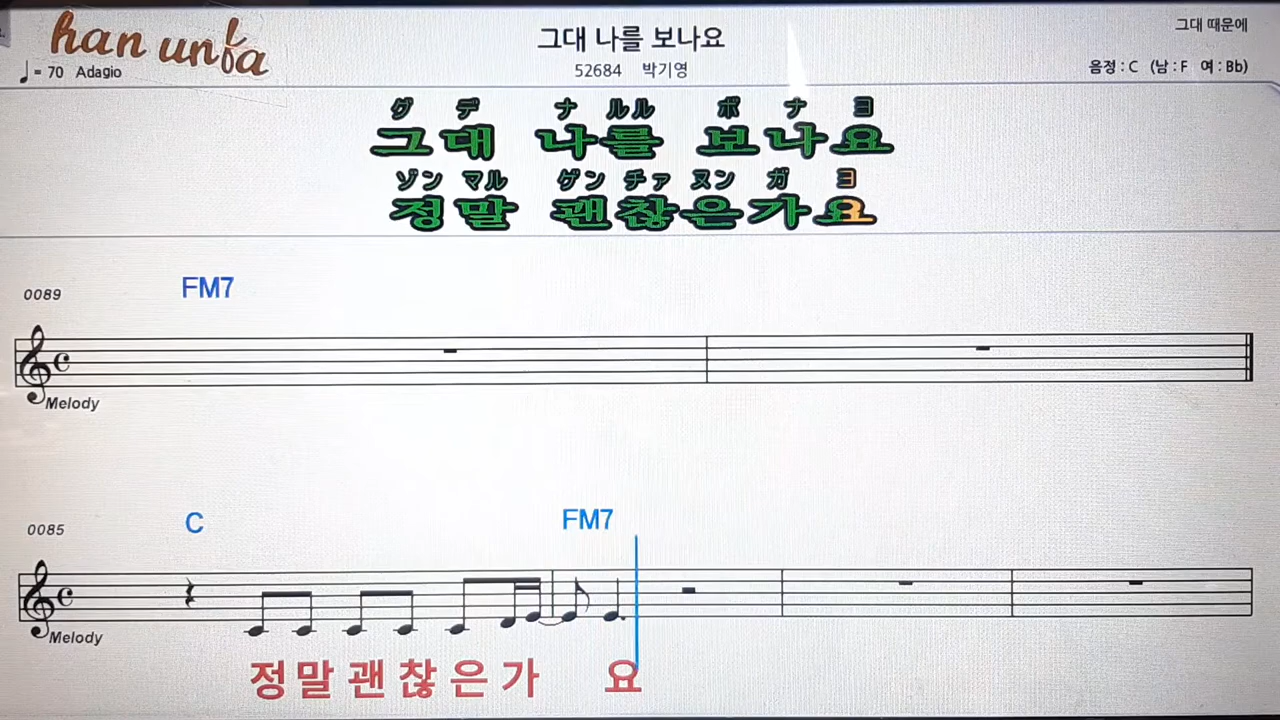 han un fa
그대 나를 보나요
그대 때문에
♩= 70 Adagio
52684 박기영
음정 : C (남 : F 여 : Bb)
グ デ ナ ルル ボ ナ ヨ
그대 나를 보나요
ゾン マル ゲン チァ ヌン ガ ヨ
정말 괜찮은가요
FM7
0089
Melody
C FM7
0085
Melody
정말괜찮은가 요